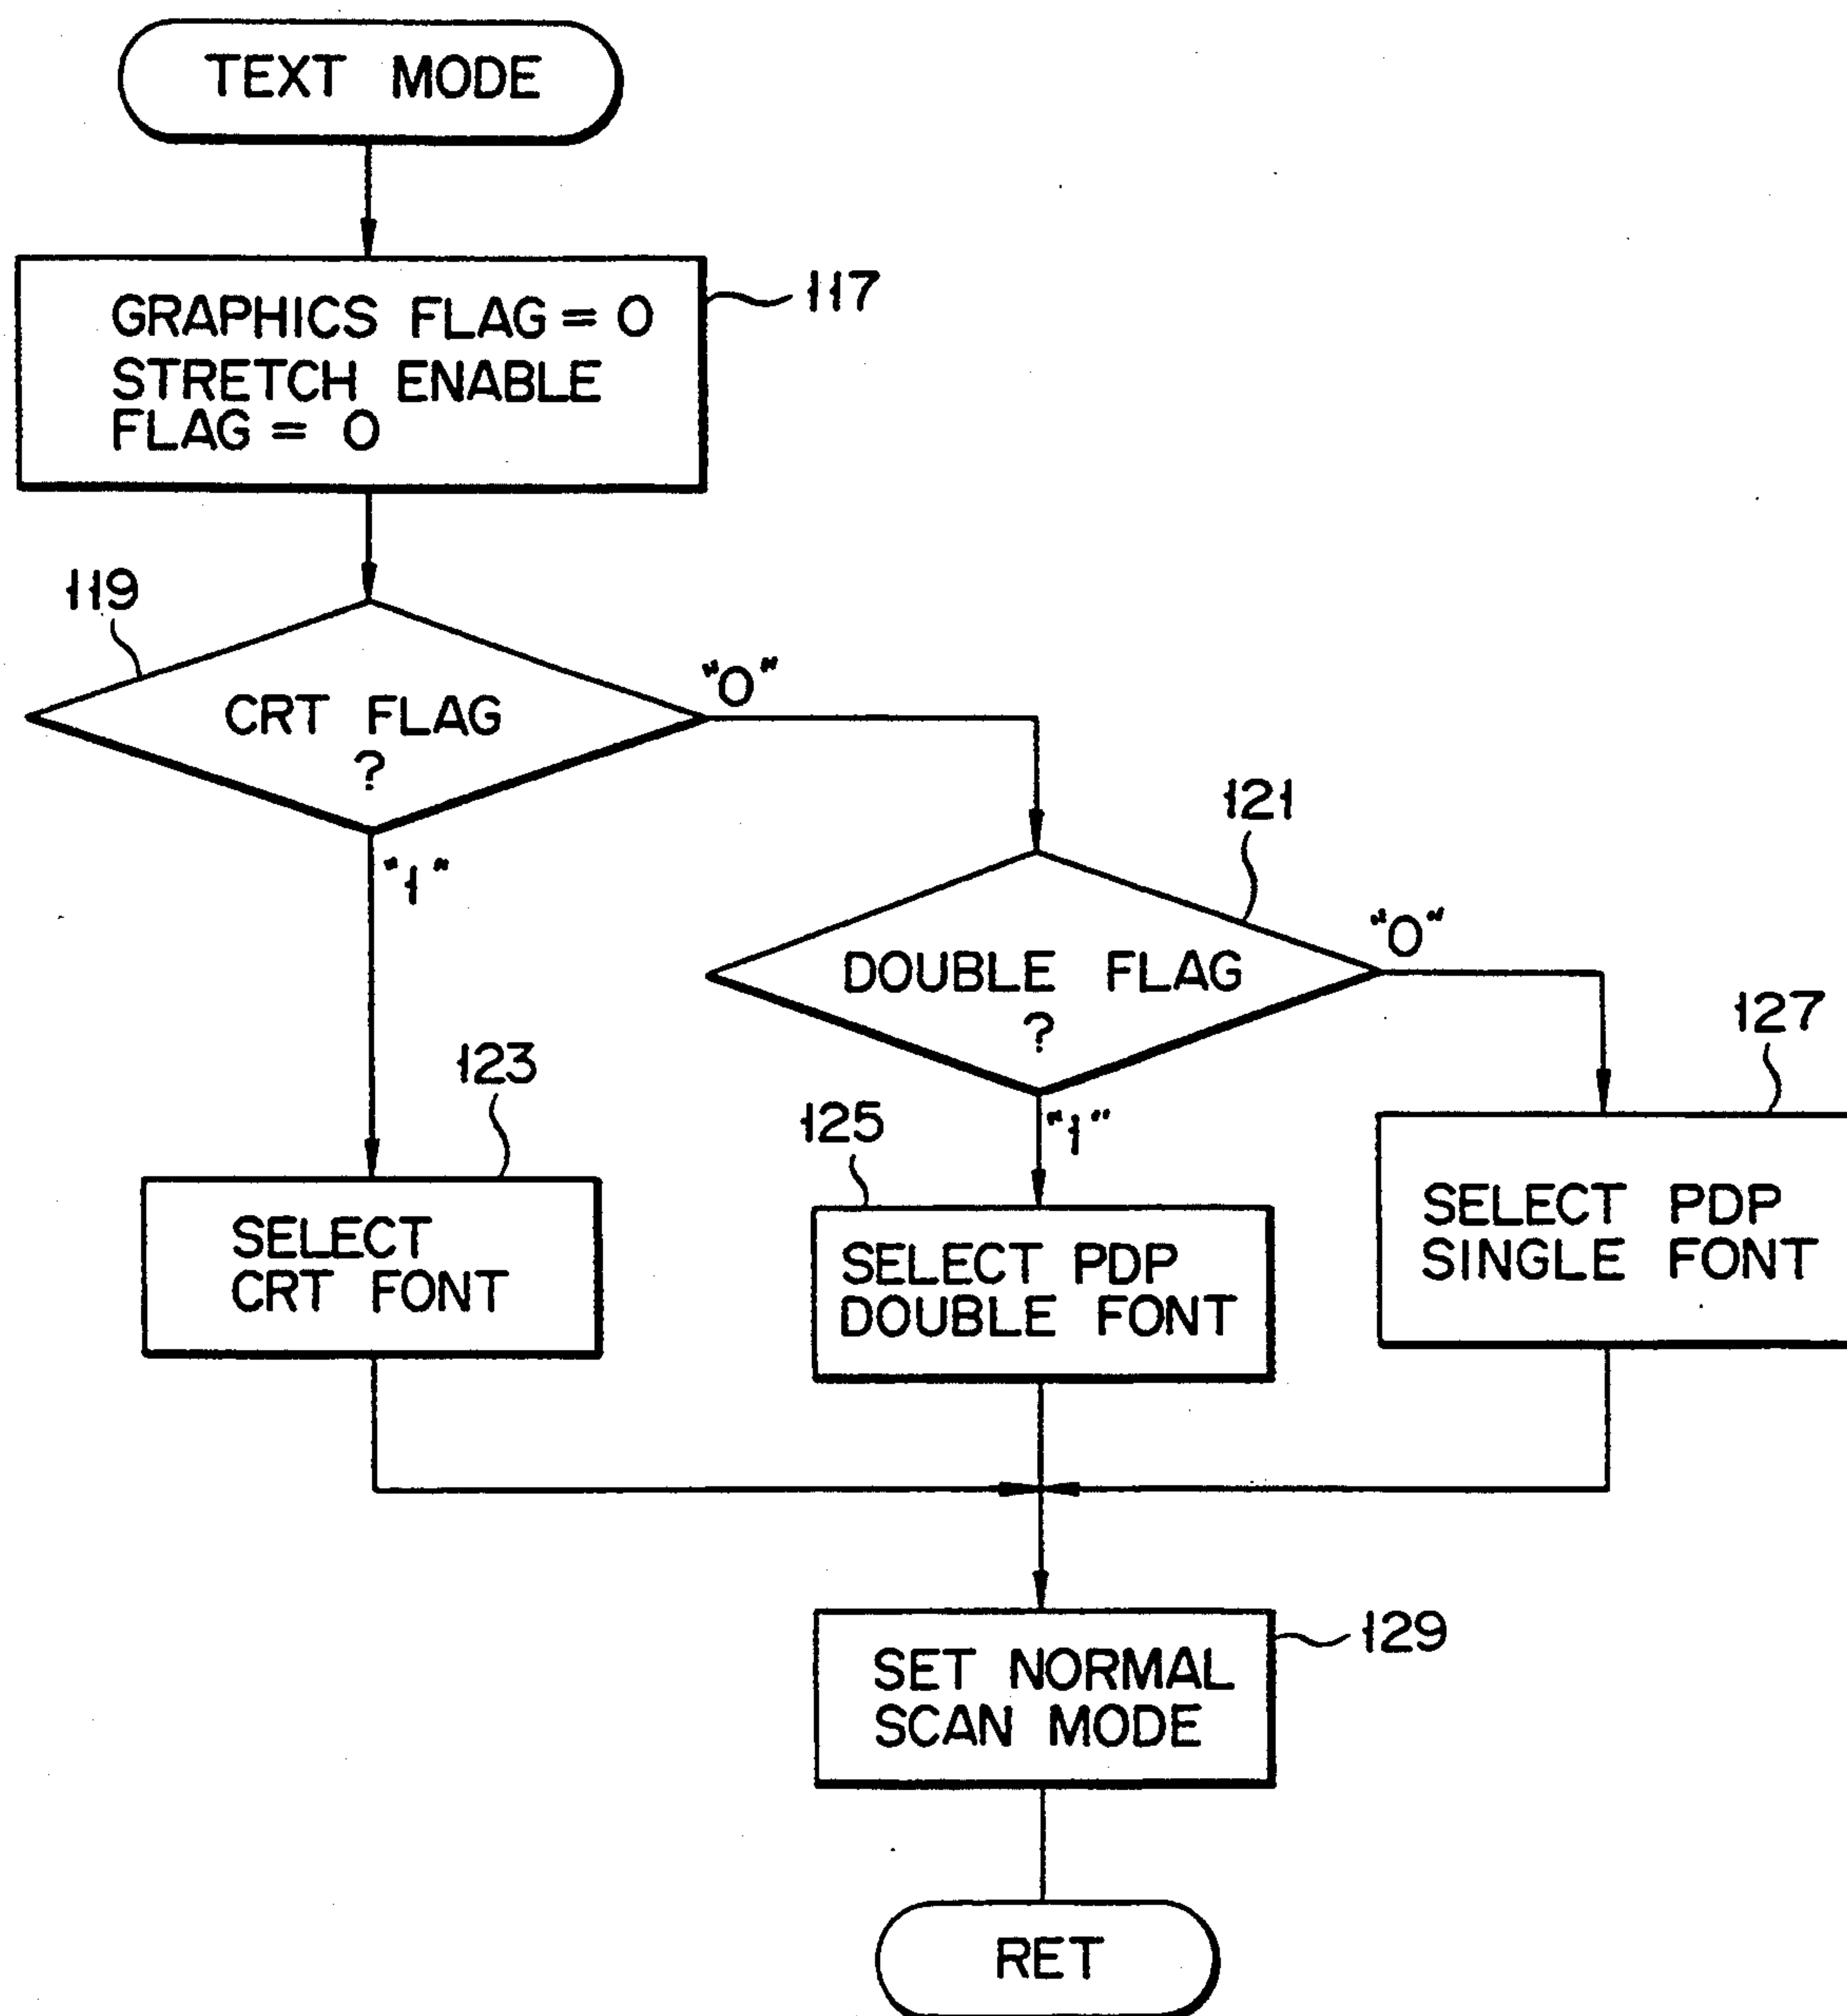 TEXT MODE
GRAPHICS FLAG = 0
STRETCH ENABLE
FLAG = 0
117
119
CRT FLAG
?
"0"
"1"
121
DOUBLE FLAG
?
"0"
"1"
123
SELECT
CRT FONT
125
SELECT PDP
DOUBLE FONT
127
SELECT PDP
SINGLE FONT
129
SET NORMAL
SCAN MODE
RET